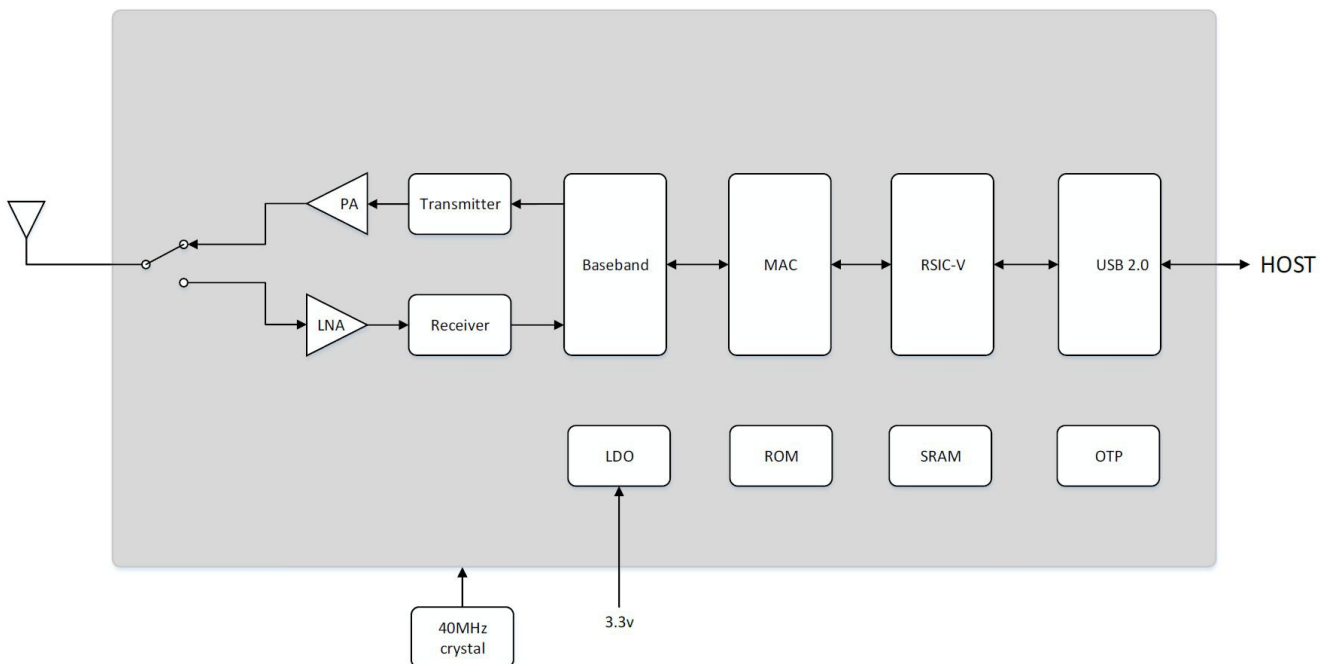 PA
Transmitter
Baseband
MAC
RSIC-V
USB 2.0
HOST
LNA
Receiver
LDO
ROM
SRAM
OTP
40MHz
crystal
3.3v